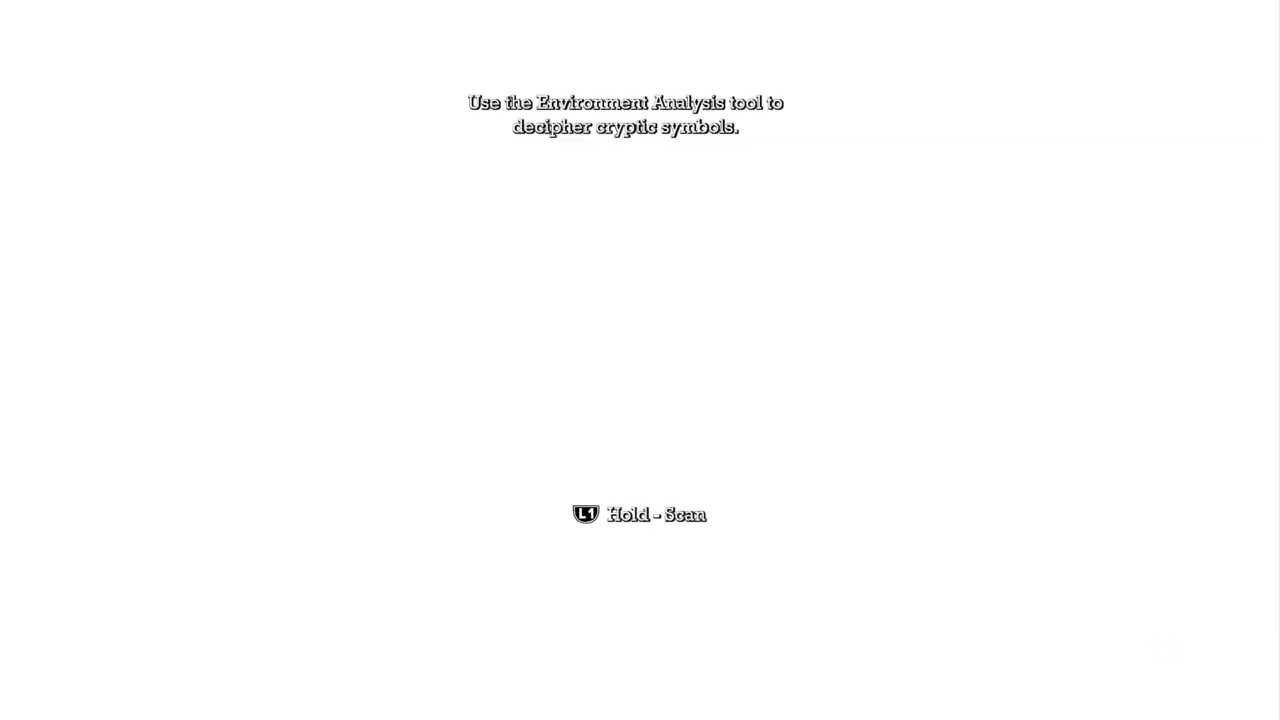 Use the Environment Analysis tool to
decipher cryptic symbols.
L1 Hold - Scan